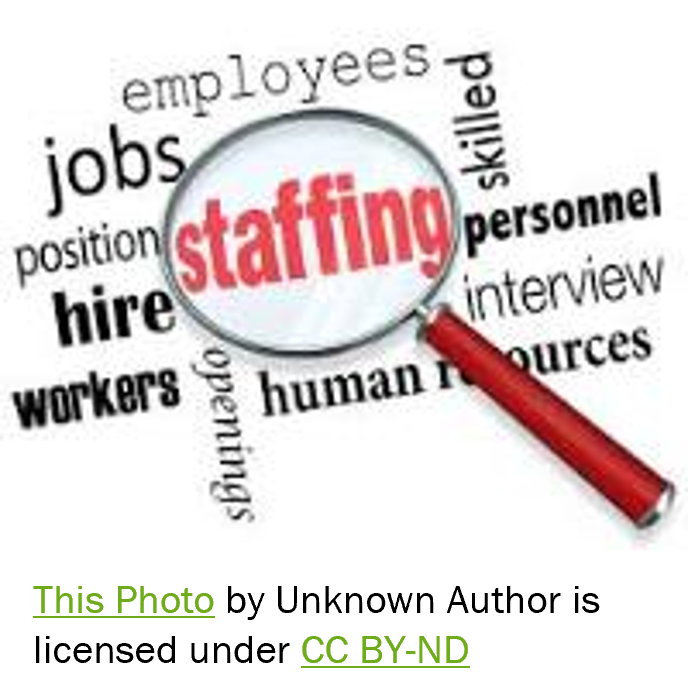 employees
skilled
jobs
staffing
personnel
position
interview
hire
workers
openings
human r ources
This Photo by Unknown Author is
licensed under CC BY-ND